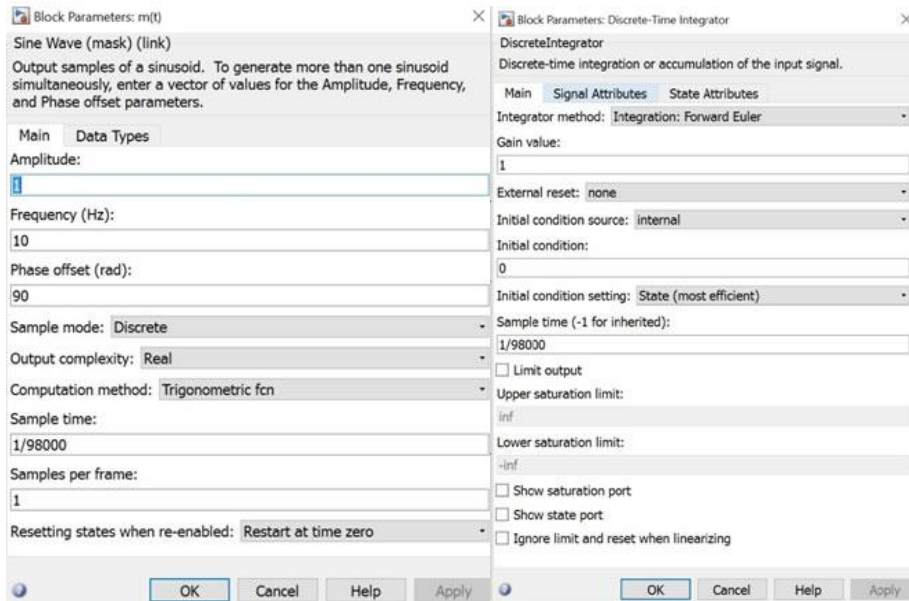 Block Parameters: m(t)
Sine Wave (mask) (link)
Output samples of a sinusoid. To generate more than one sinusoid
simultaneously, enter a vector of values for the Amplitude, Frequency,
and Phase offset parameters.
Main Data Types
Amplitude:
1
Frequency (Hz):
10
Phase offset (rad):
90
Sample mode: Discrete
Output complexity: Real
Computation method: Trigonometric fcn
Sample time:
1/98000
Samples per frame:
1
Resetting states when re-enabled: Restart at time zero
OK Cancel Help Apply
Block Parameters: Discrete-Time Integrator
DiscreteIntegrator
Discrete-time integration or accumulation of the input signal.
Main Signal Attributes State Attributes
Integrator method: Integration: Forward Euler
Gain value:
1
External reset: none
Initial condition source: internal
Initial condition:
0
Initial condition setting: State (most efficient)
Sample time (-1 for inherited):
1/98000
Limit output
Upper saturation limit:
inf
Lower saturation limit:
-inf
Show saturation port
Show state port
Ignore limit and reset when linearizing
OK Cancel Help Apply